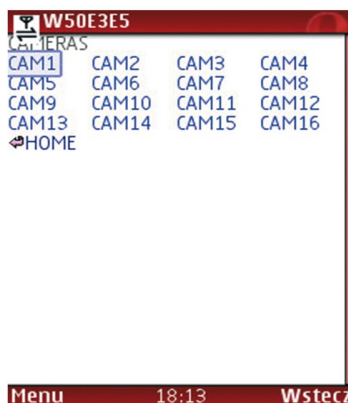 W50E3E5
CAMERAS
CAM1 CAM2 CAM3 CAM4
CAM5 CAM6 CAM7 CAM8
CAM9 CAM10 CAM11 CAM12
CAM13 CAM14 CAM15 CAM16
HOME
Menu 18:13 Wstecz